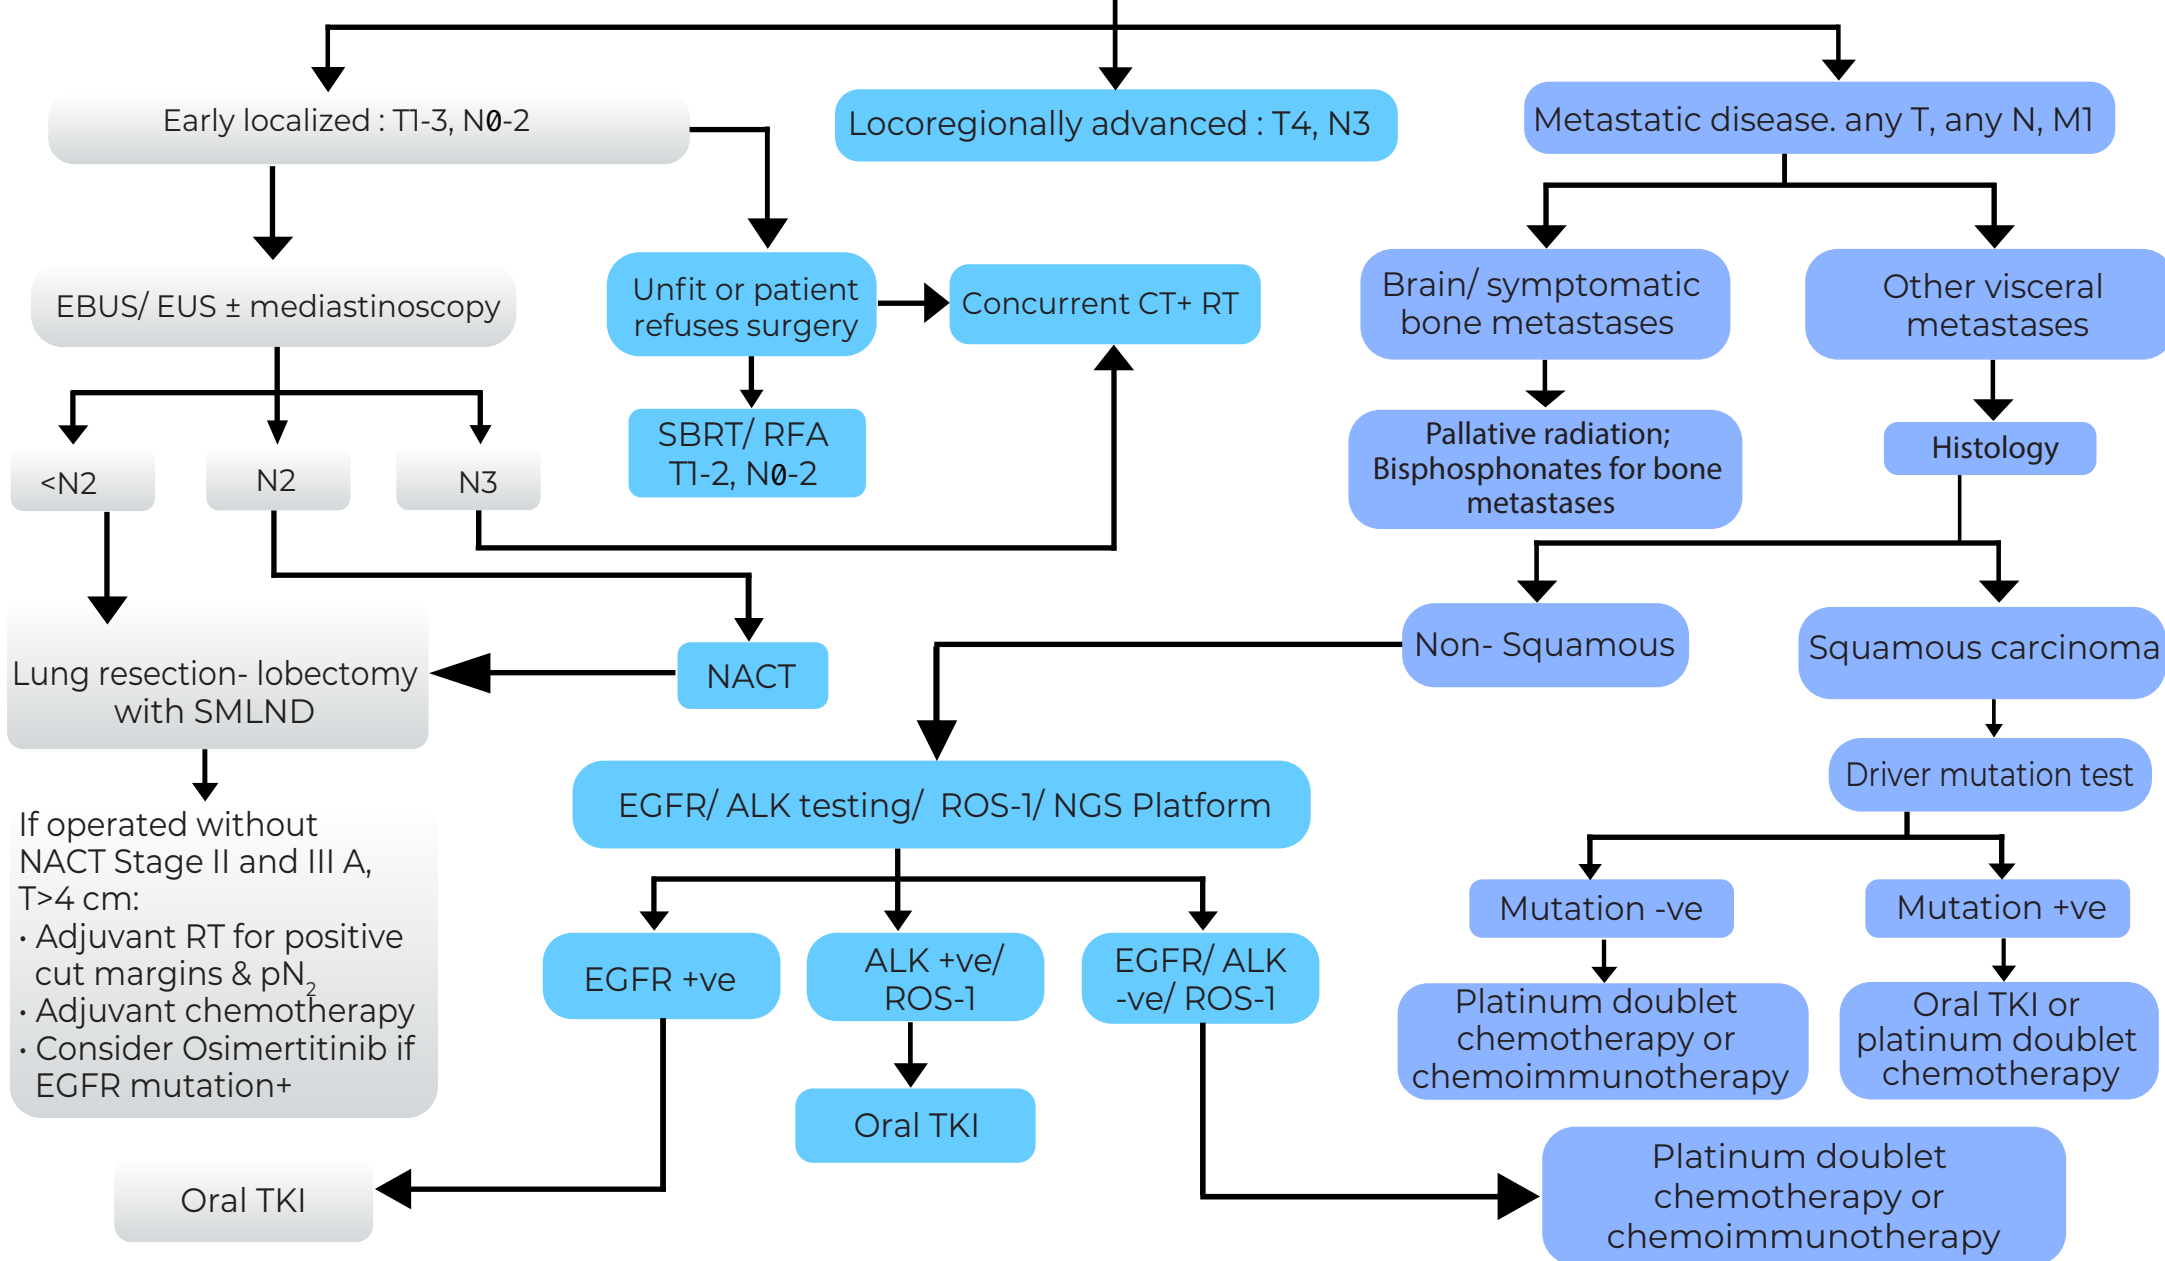 Early localized : T1-3, N0-2
Locoregionally advanced : T4, N3
Metastatic disease. any T, any N, M1
EBUS/ EUS ± mediastinoscopy
Unfit or patient
refuses surgery
Concurrent CT+ RT
Brain/ symptomatic
bone metastases
Other visceral
metastases
SBRT/ RFA
T1-2, N0-2
Pallative radiation;
Bisphosphonates for bone
metastases
Histology
<N2
N2
N3
Non- Squamous
Squamous carcinoma
Lung resection- lobectomy
with SMLND
NACT
Driver mutation test
EGFR/ ALK testing/ ROS-1/ NGS Platform
If operated without
NACT Stage II and III A,
T>4 cm:
· Adjuvant RT for positive
cut margins & pN₂
· Adjuvant chemotherapy
· Consider Osimertitinib if
EGFR mutation+
Mutation -ve
Mutation +ve
EGFR +ve
ALK +ve/
ROS-1
EGFR/ ALK
-ve/ ROS-1
Platinum doublet
chemotherapy or
chemoimmunotherapy
Oral TKI or
platinum doublet
chemotherapy
Oral TKI
Oral TKI
Platinum doublet
chemotherapy or
chemoimmunotherapy